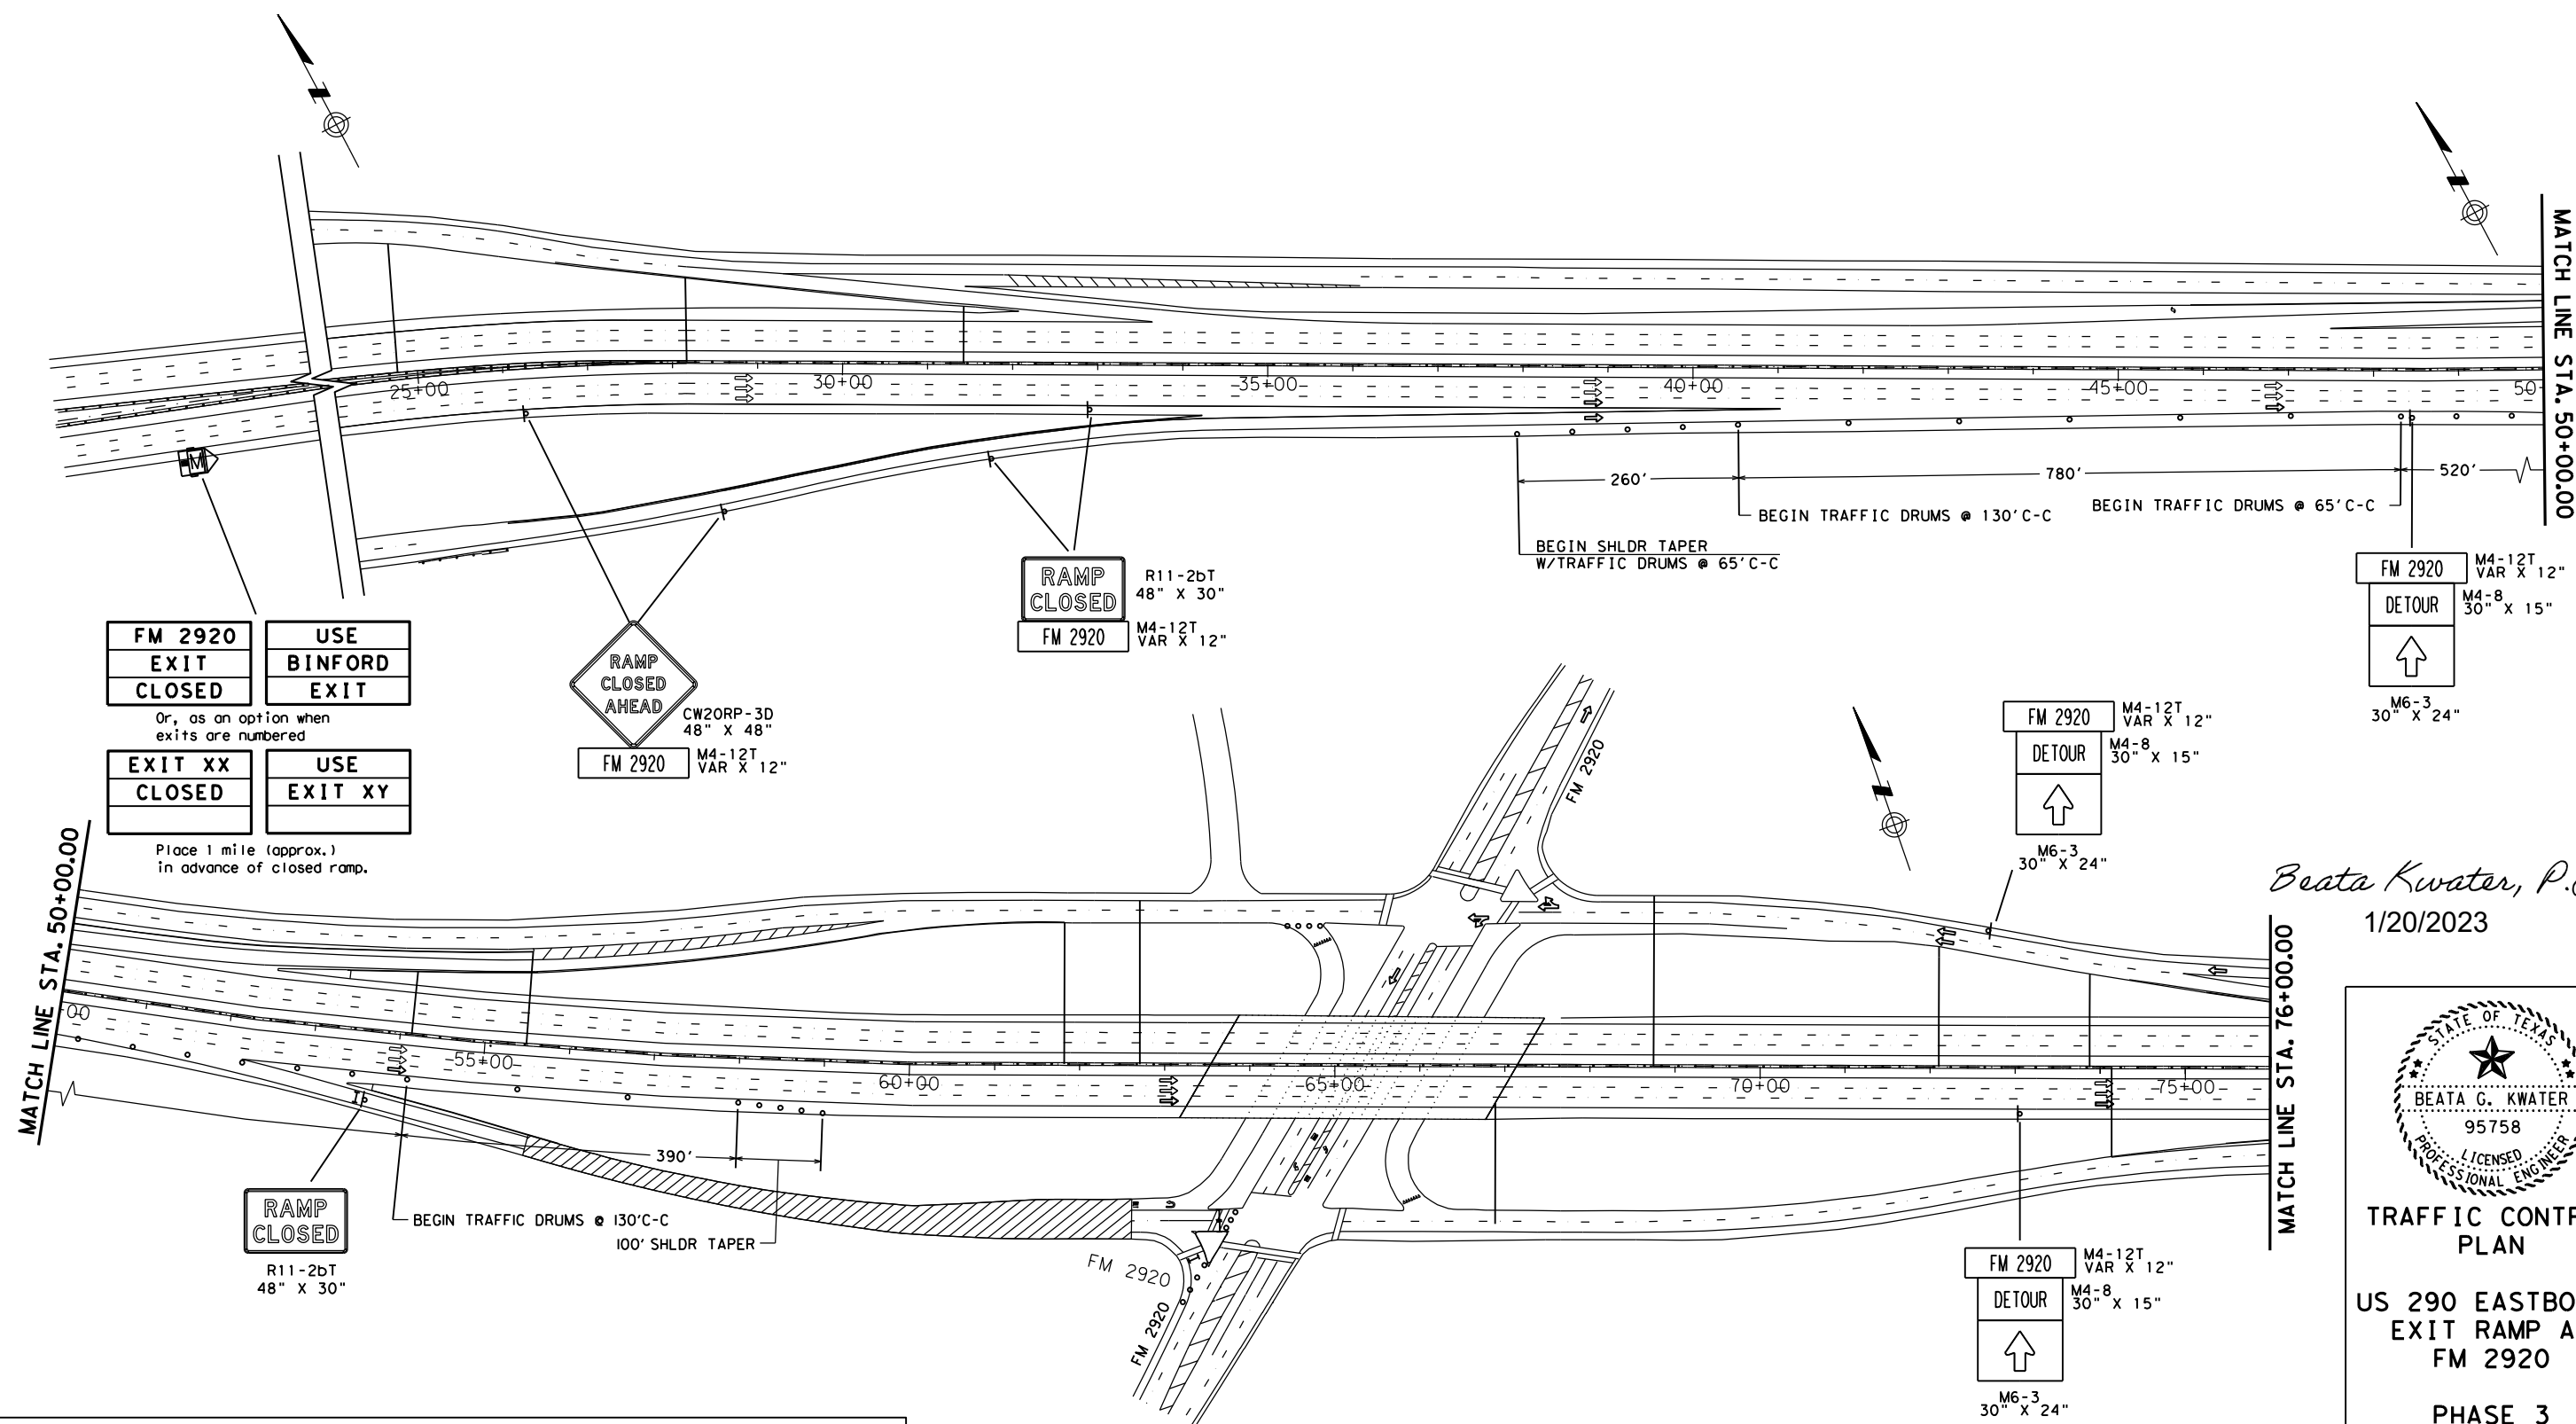 MATCH LINE STA. 50+00.00
25+00
30+00
35+00
40+00
45+00
50
260'
780'
520'
BEGIN TRAFFIC DRUMS @ 130'C-C
BEGIN TRAFFIC DRUMS @ 65'C-C
BEGIN SHLDR TAPER
W/TRAFFIC DRUMS @ 65'C-C
M
FM 2920
EXIT
CLOSED
USE
BINFORD
EXIT
Or, as an option when
exits are numbered
EXIT XX
CLOSED
USE
EXIT XY
Place 1 mile (approx.)
in advance of closed ramp.
RAMP
CLOSED
AHEAD
CW20RP-3D
48" X 48"
FM 2920
M4-12T
VAR X 12"
RAMP
CLOSED
R11-2bT
48" X 30"
FM 2920
M4-12T
VAR X 12"
FM 2920
M4-12T
VAR X 12"
DETOUR
M4-8
30" X 15"
M6-3
30" X 24"
FM 2920
M4-12T
VAR X 12"
DETOUR
M4-8
30" X 15"
M6-3
30" X 24"
MATCH LINE STA. 50+00.00
00
55+00
60+00
65+00
70+00
75+00
FM 2920
FM 2920
FM 2920
390'
BEGIN TRAFFIC DRUMS @ 130'C-C
100' SHLDR TAPER
RAMP
CLOSED
R11-2bT
48" X 30"
FM 2920
M4-12T
VAR X 12"
DETOUR
M4-8
30" X 15"
M6-3
30" X 24"
MATCH LINE STA. 76+00.00
Beata Kwater, P.
1/20/2023
STATE OF TEXAS
BEATA G. KWATER
95758
LICENSED
PROFESSIONAL ENGINEER
TRAFFIC CONTR
PLAN
US 290 EASTBO
EXIT RAMP A
FM 2920
PHASE 3